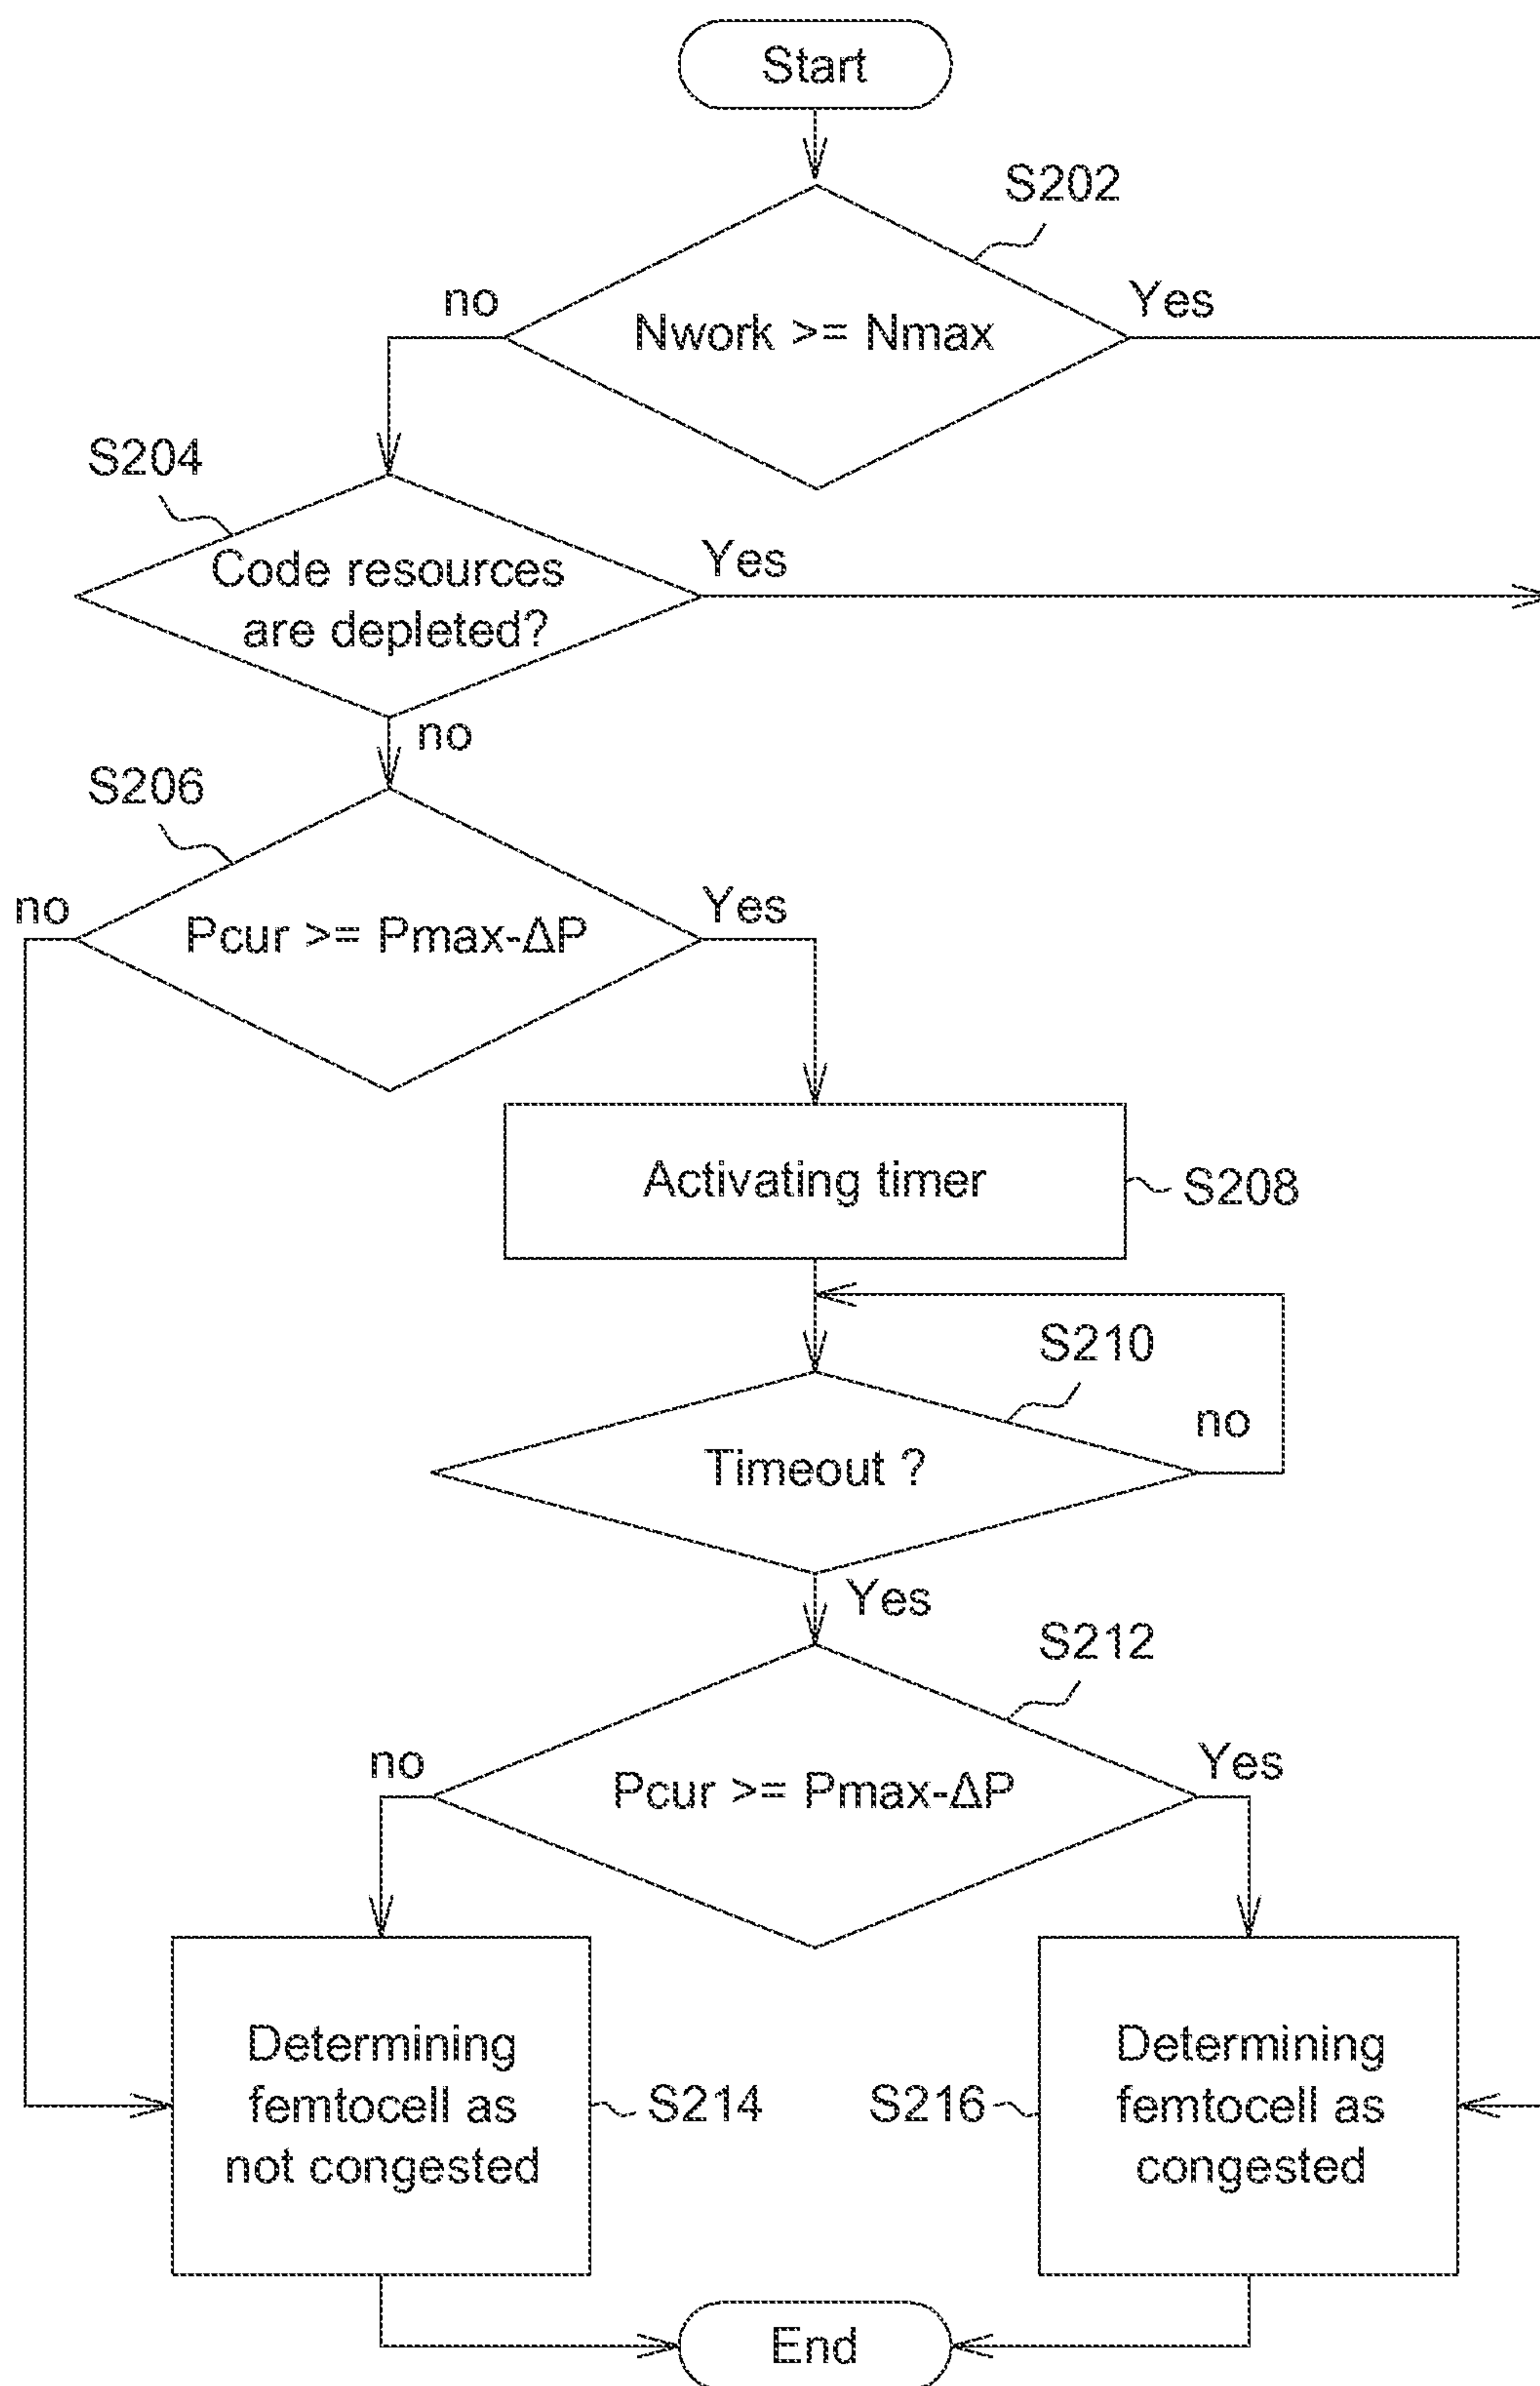 Start
S202
no
Yes
Nwork >= Nmax
S204
Yes
Code resources
are depleted?
no
S206
no
Yes
Pcur >= Pmax-ΔP
Activating timer
S208
S210
no
Timeout ?
Yes
S212
no
Yes
Pcur >= Pmax-ΔP
Determining
femtocell as
not congested
S214
S216
Determining
femtocell as
congested
End